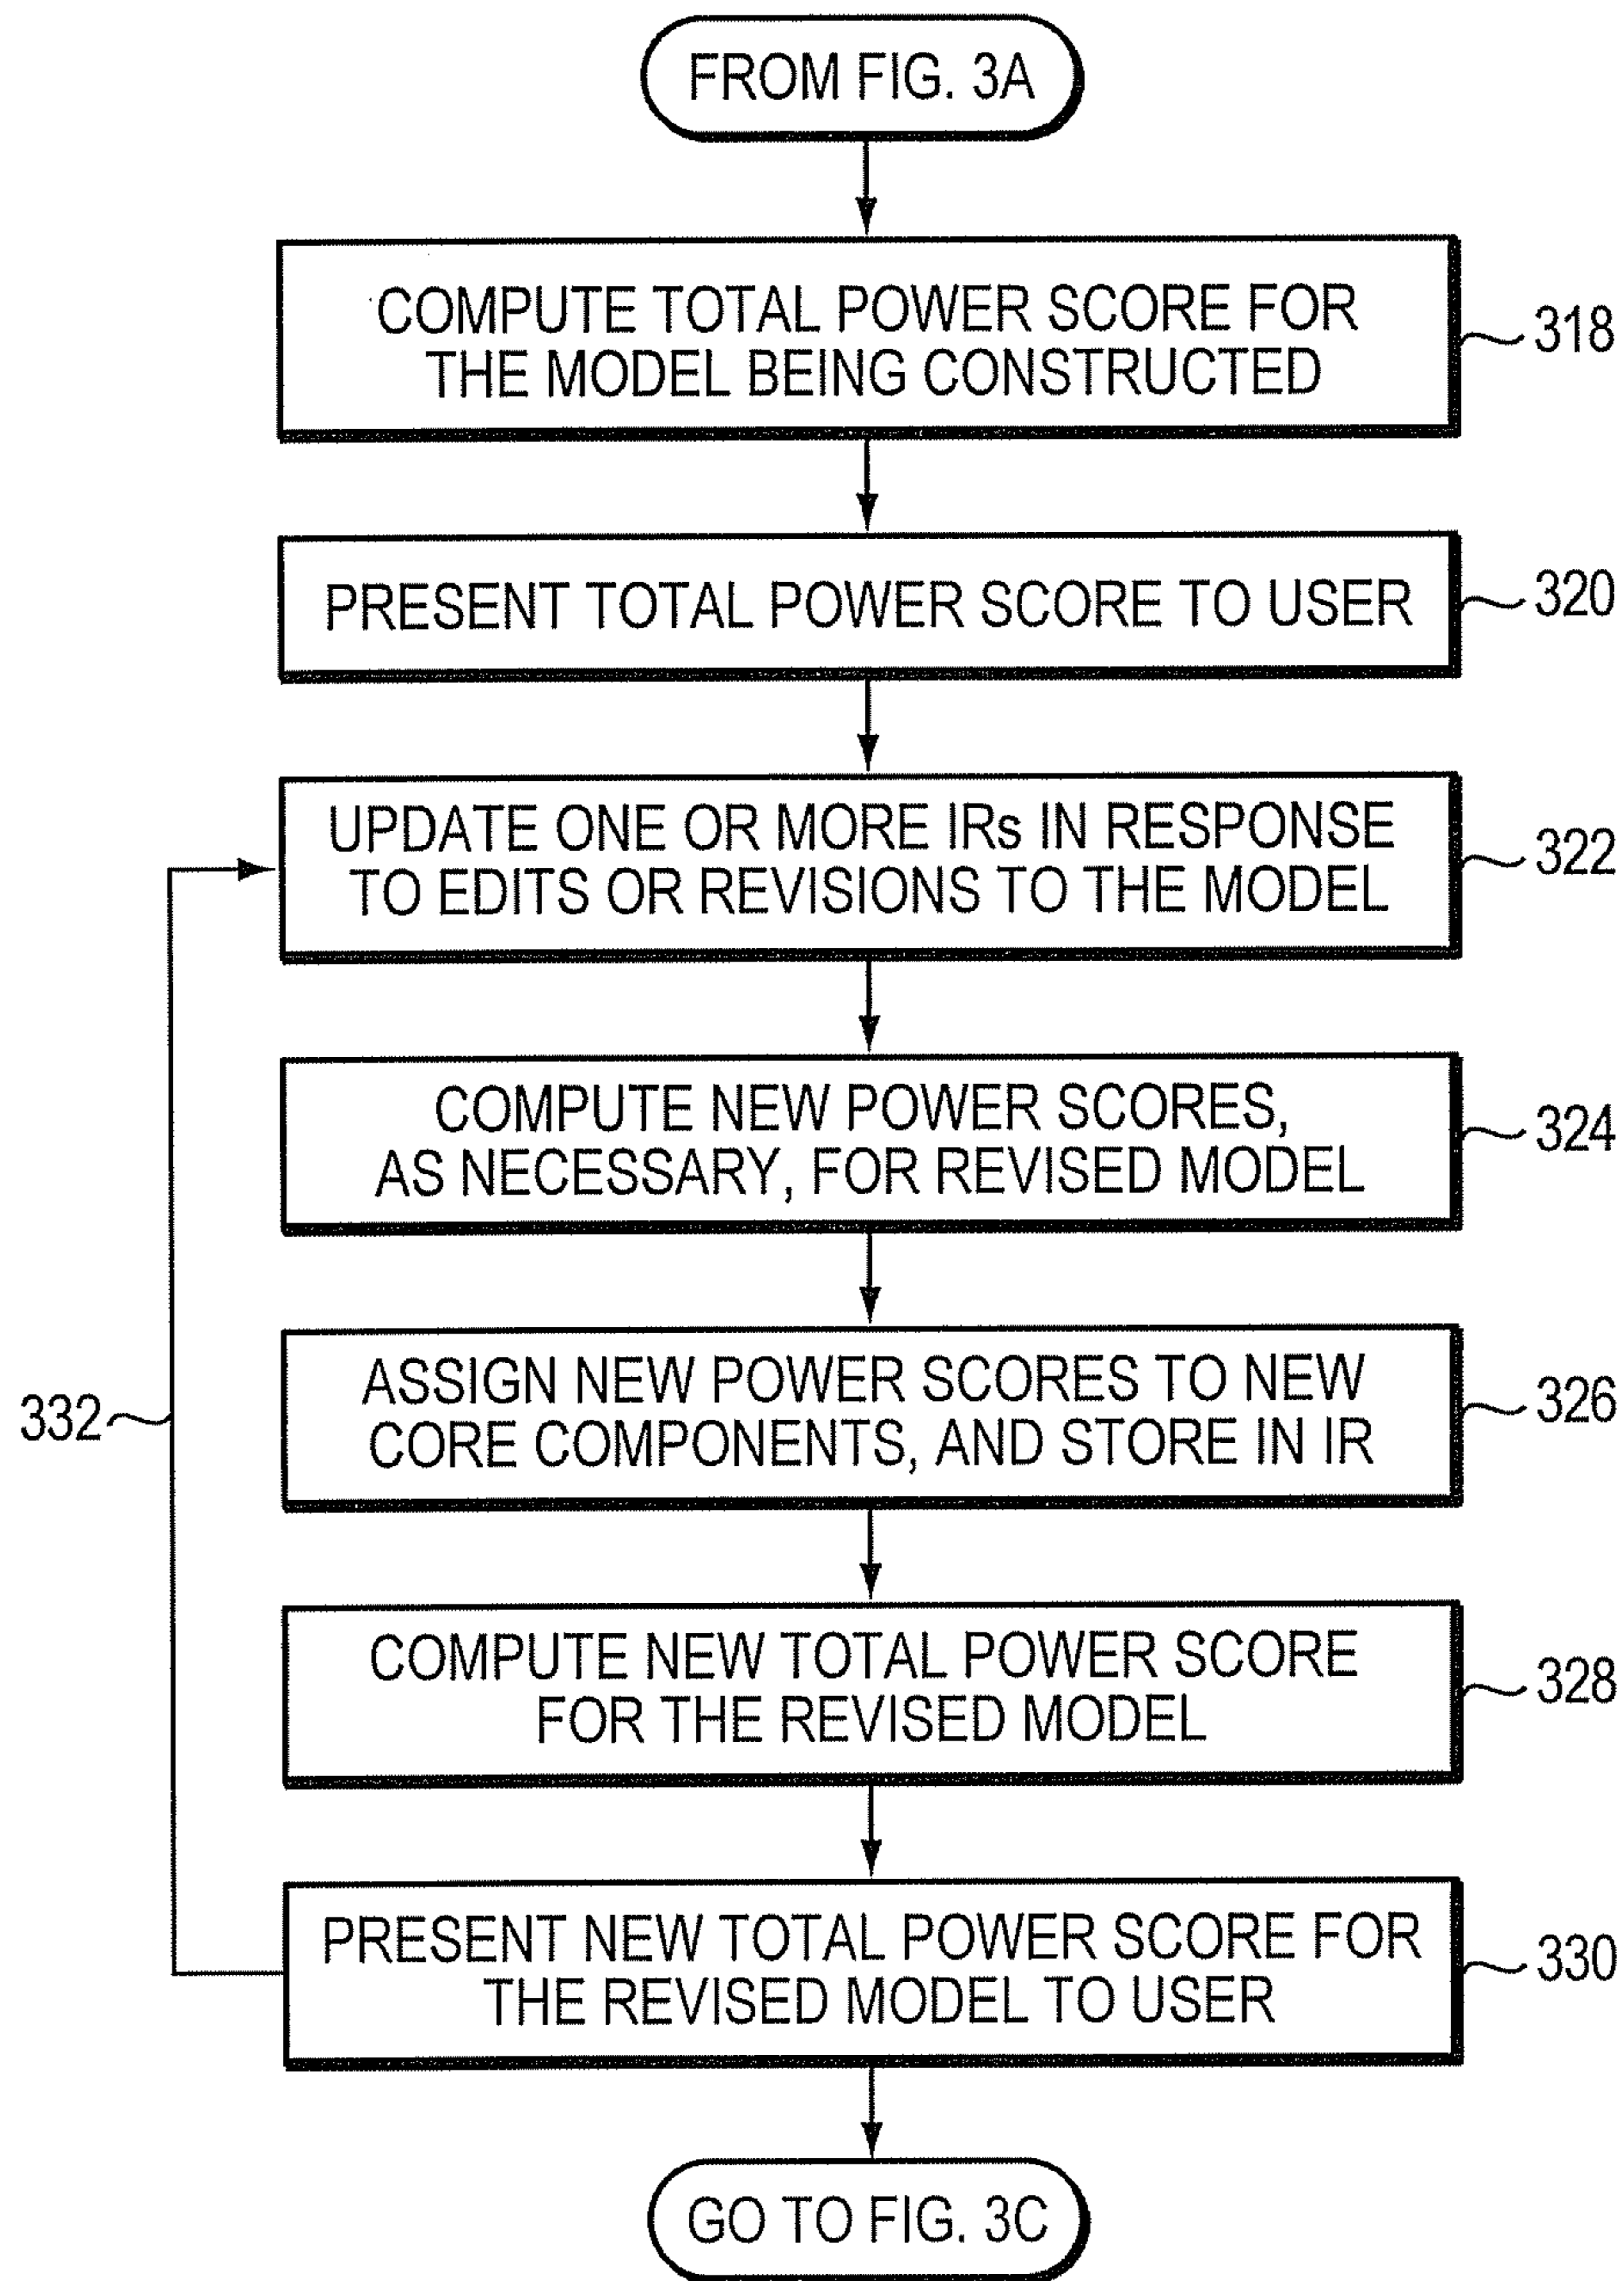 FROM FIG. 3A
COMPUTE TOTAL POWER SCORE FOR
THE MODEL BEING CONSTRUCTED
318
PRESENT TOTAL POWER SCORE TO USER
320
UPDATE ONE OR MORE IRs IN RESPONSE
TO EDITS OR REVISIONS TO THE MODEL
322
COMPUTE NEW POWER SCORES,
AS NECESSARY, FOR REVISED MODEL
324
ASSIGN NEW POWER SCORES TO NEW
CORE COMPONENTS, AND STORE IN IR
326
332
COMPUTE NEW TOTAL POWER SCORE
FOR THE REVISED MODEL
328
PRESENT NEW TOTAL POWER SCORE FOR
THE REVISED MODEL TO USER
330
GO TO FIG. 3C